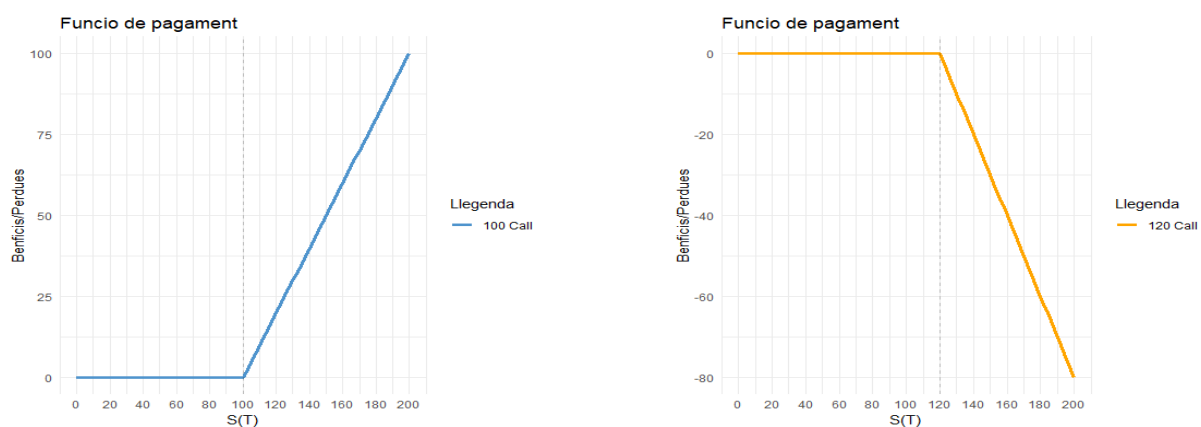 Funcio de pagament
100
75
50
25
0
Benficis/Perdues
0 20 40 60 80 100 120 140 160 180 200
S(T)
Llegenda
100 Call
Funcio de pagament
0
-20
-40
-60
-80
Benficis/Perdues
0 20 40 60 80 100 120 140 160 180 200
S(T)
Llegenda
120 Call